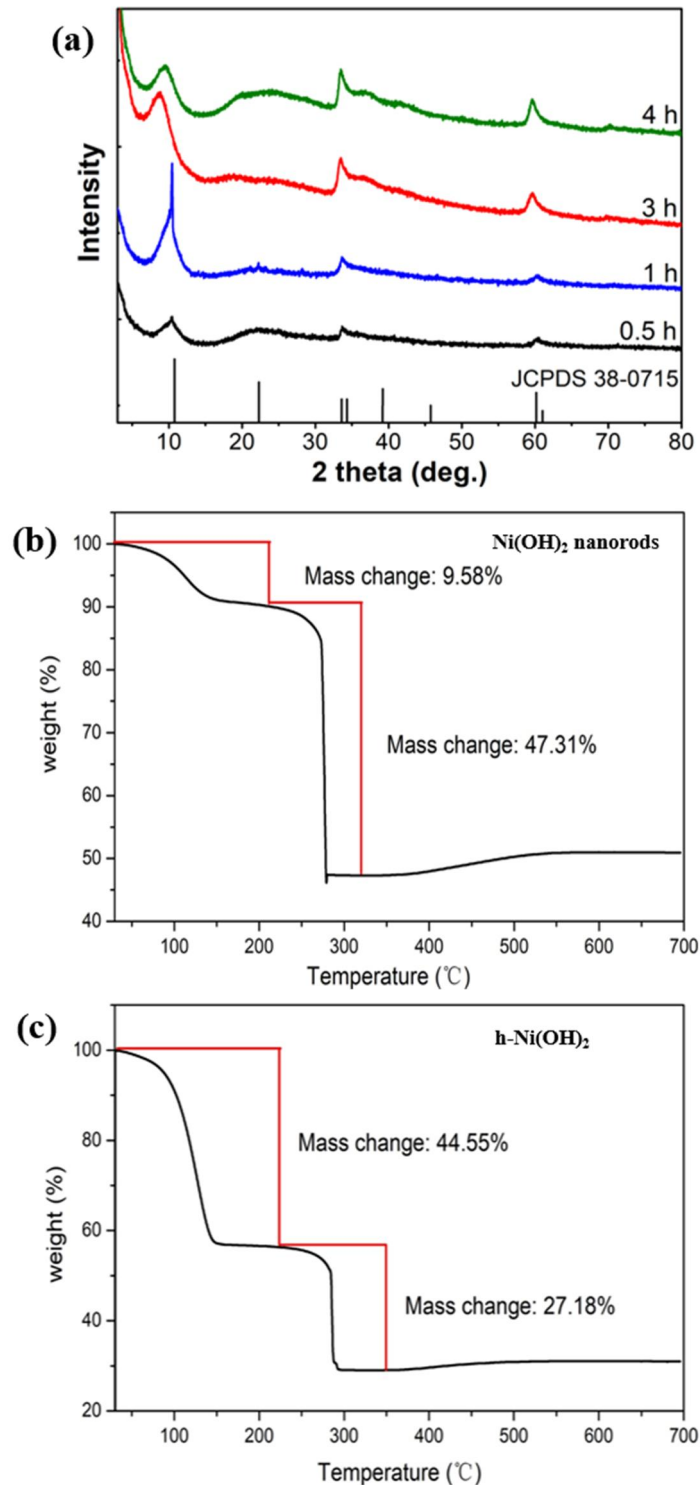 (a)
Intensity
4 h
3 h
1 h
0.5 h
JCPDS 38-0715
10 20 30 40 50 60 70 80
2 theta (deg.)
(b)
Ni(OH)₂ nanorods
Mass change: 9.58%
Mass change: 47.31%
weight (%)
100
90
80
70
60
50
40
100 200 300 400 500 600 700
Temperature (℃)
(c)
h-Ni(OH)₂
Mass change: 44.55%
Mass change: 27.18%
weight (%)
100
80
60
40
20
100 200 300 400 500 600 700
Temperature (℃)